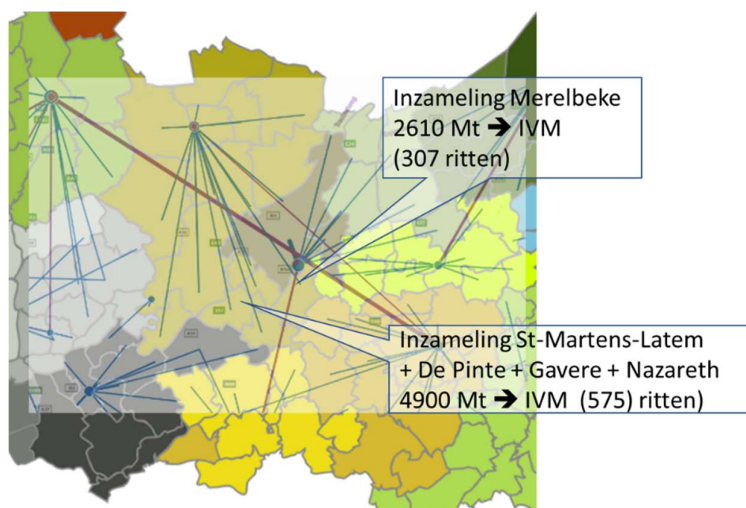 Inzameling Merelbeke
2610 Mt ➔ IVM
(307 ritten)
Inzameling St-Martens-Latem
+ De Pinte + Gavere + Nazareth
4900 Mt ➔ IVM (575) ritten)